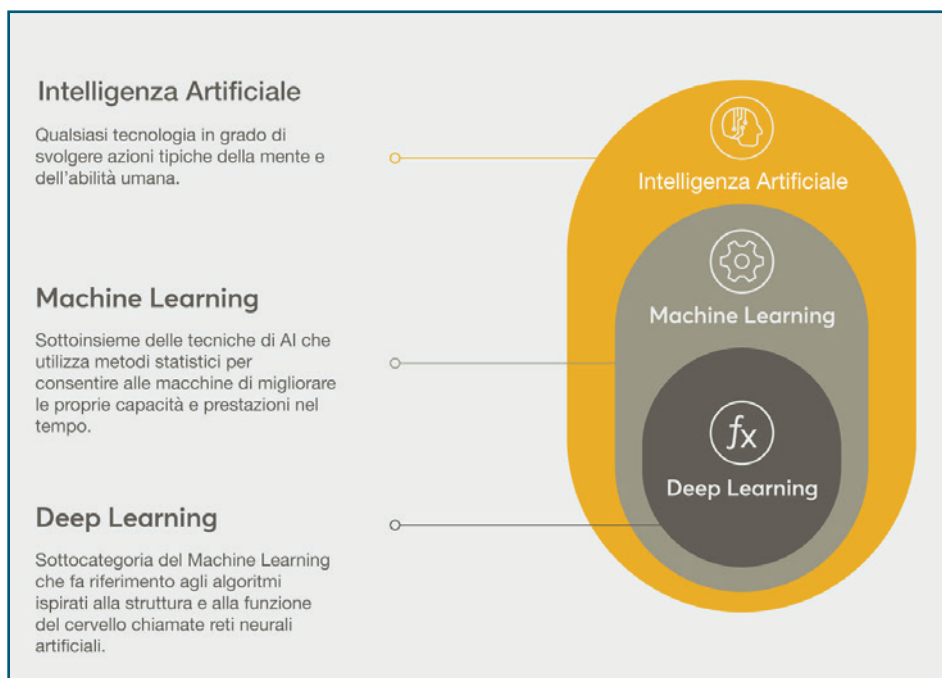 Intelligenza Artificiale
Qualsiasi tecnologia in grado di
svolgere azioni tipiche della mente e
dell'abilità umana.
Machine Learning
Sottoinsieme delle tecniche di AI che
utilizza metodi statistici per
consentire alle macchine di migliorare
le proprie capacità e prestazioni nel
tempo.
Deep Learning
Sottocategoria del Machine Learning
che fa riferimento agli algoritmi
ispirati alla struttura e alla funzione
del cervello chiamate reti neurali
artificiali.
Intelligenza Artificiale
Machine Learning
fx
Deep Learning